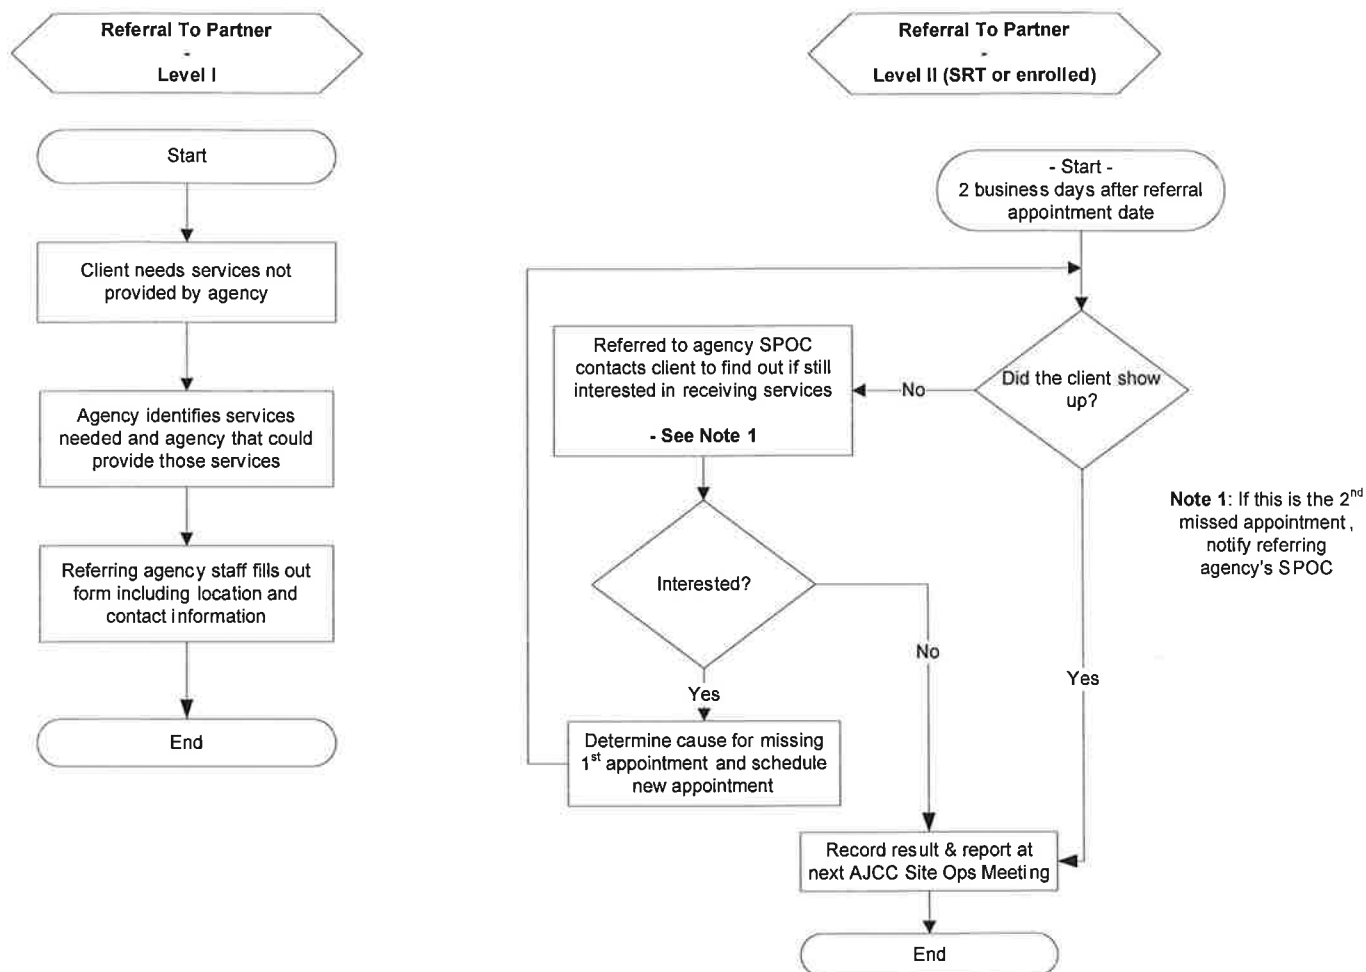 Referral To Partner
-
Level I
Start
Client needs services not
provided by agency
Agency identifies services
needed and agency that could
provide those services
Referring agency staff fills out
form including location and
contact information
End
Referral To Partner
-
Level II (SRT or enrolled)
- Start -
2 business days after referral
appointment date
Did the client show
up?
No
Referred to agency SPOC
contacts client to find out if still
interested in receiving services
- See Note 1
Interested?
No
Yes
Determine cause for missing
1st appointment and schedule
new appointment
Yes
Note 1: If this is the 2nd
missed appointment,
notify referring
agency's SPOC
Record result & report at
next AJCC Site Ops Meeting
End